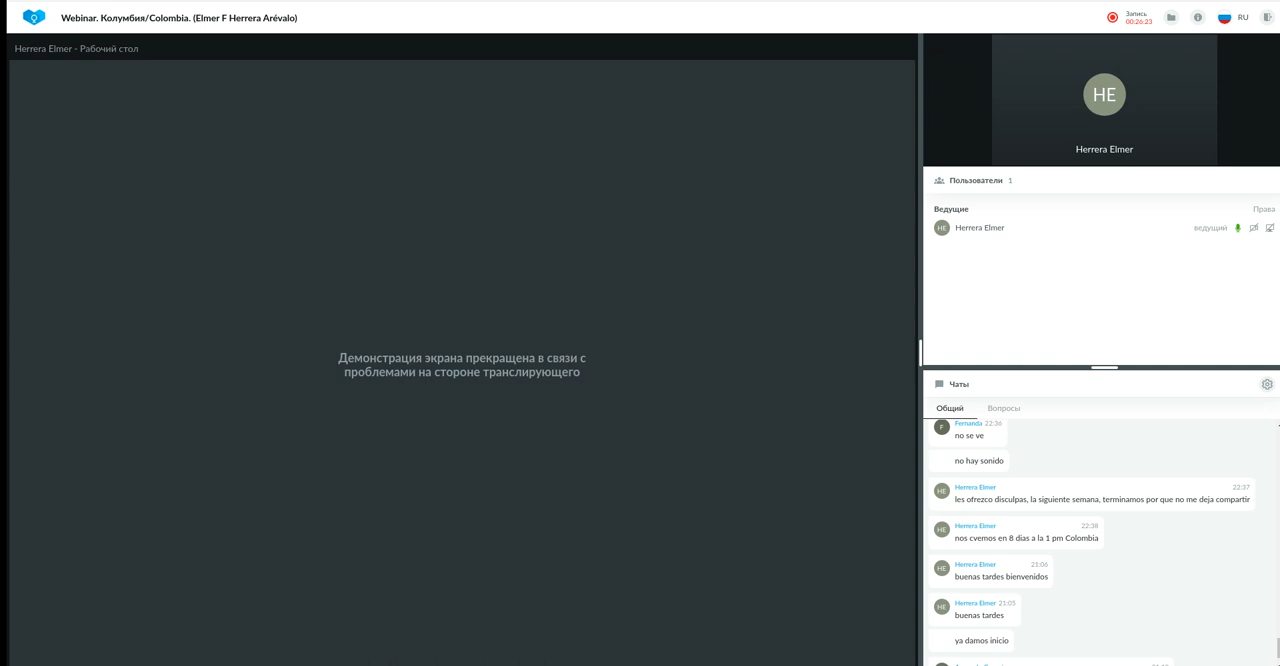 Webinar. Колумбия/Colombia. (Elmer F Herrera Arévalo)
Запись
00:26:23
RU
Herrera Elmer - Рабочий стол
Демонстрация экрана прекращена в связи с
проблемами на стороне транслирующего
HE
Herrera Elmer
Пользователи 1
Ведущие Права
HE Herrera Elmer ведущий
Чаты
Общий Вопросы
F Fernanda 22:36
no se ve
no hay sonido
HE Herrera Elmer 22:37
les ofrezco disculpas, la siguiente semana, terminamos por que no me deja compartir
HE Herrera Elmer 22:38
nos cvemos en 8 dias a la 1 pm Colombia
HE Herrera Elmer 21:06
buenas tardes bienvenidos
HE Herrera Elmer 21:05
buenas tardes
ya damos inicio